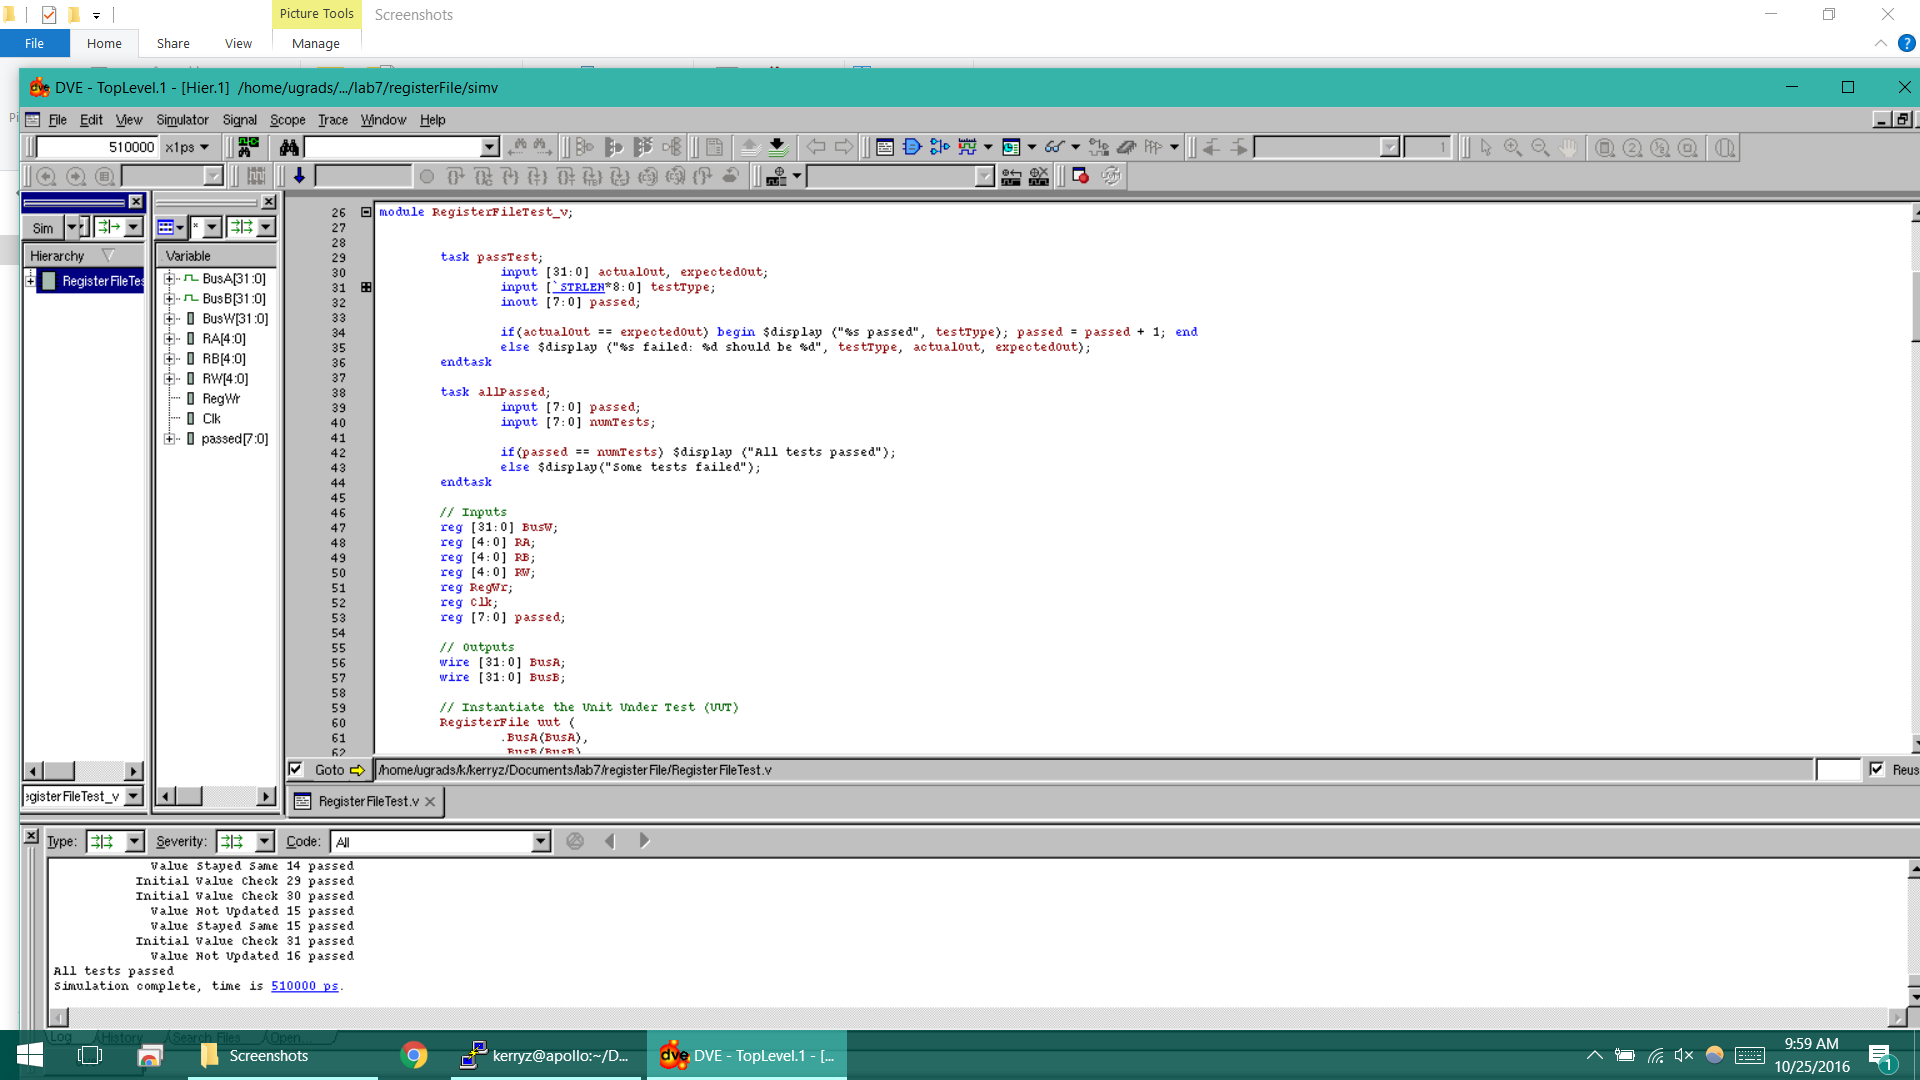 Picture Tools
Screenshots
File
Home
Share
View
Manage
DVE - TopLevel.1 - [Hier.1]  /home/ugrads/.../lab7/registerFile/simv
File Edit View Simulator Signal Scope Trace Window Help
510000 x1ps
1
Sim
Hierarchy
RegisterFileTes
egisterFileTest_v
*
Variable
BusA[31:0]
BusB[31:0]
BusW[31:0]
RA[4:0]
RB[4:0]
RW[4:0]
RegWr
Clk
passed[7:0]
26 module RegisterFileTest_v;
27
28
29 task passTest;
30 input [31:0] actualOut, expectedOut;
31 input [`STRLEN*8:0] testType;
32 inout [7:0] passed;
33
34 if(actualOut == expectedOut) begin $display ("%s passed", testType); passed = passed + 1; end
35 else $display ("%s failed: %d should be %d", testType, actualOut, expectedOut);
36 endtask
37
38 task allPassed;
39 input [7:0] passed;
40 input [7:0] numTests;
41
42 if(passed == numTests) $display ("All tests passed");
43 else $display("Some tests failed");
44 endtask
45
46 // Inputs
47 reg [31:0] BusW;
48 reg [4:0] RA;
49 reg [4:0] RB;
50 reg [4:0] RW;
51 reg RegWr;
52 reg Clk;
53 reg [7:0] passed;
54
55 // Outputs
56 wire [31:0] BusA;
57 wire [31:0] BusB;
58
59 // Instantiate the Unit Under Test (UUT)
60 RegisterFile uut (
61 .BusA(BusA),
62 .BusB(BusB),
Goto /home/ugrads/k/kerryz/Documents/lab7/registerFile/RegisterFileTest.v Reus
RegisterFileTest.v
Type: Severity: Code: All
Value Stayed Same 14 passed
Initial Value Check 29 passed
Initial Value Check 30 passed
Value Not Updated 15 passed
Value Stayed Same 15 passed
Initial Value Check 31 passed
Value Not Updated 16 passed
All tests passed
Simulation complete, time is 510000 ps.
Log History Search Files Open...
Screenshots
kerryz@apollo:~/D...
DVE - TopLevel.1 - [...
9:59 AM
10/25/2016
1